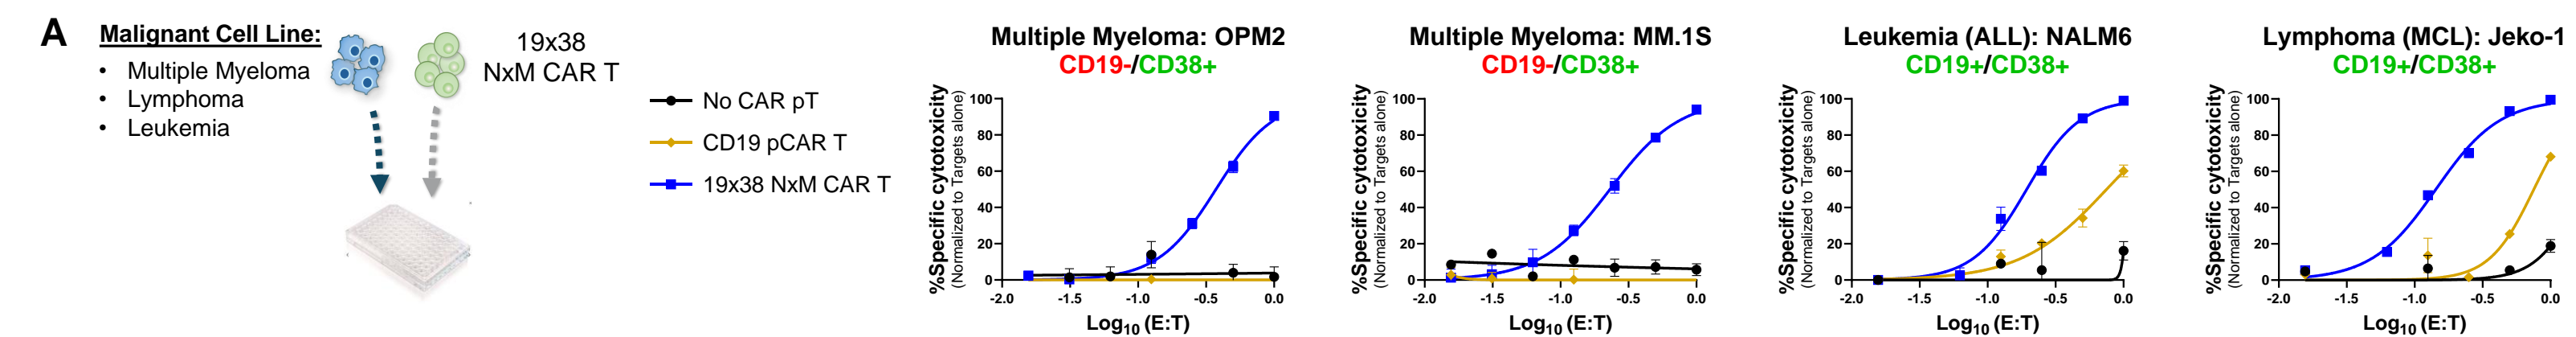 A
Malignant Cell Line:
• Multiple Myeloma
• Lymphoma
• Leukemia
19x38
NxM CAR T
No CAR pT
CD19 pCAR T
19x38 NxM CAR T
Multiple Myeloma: OPM2
CD19-/CD38+
%Specific cytotoxicity
(Normalized to Targets alone)
100
80
60
40
20
0
-2.0 -1.5 -1.0 -0.5 0.0
Log10 (E:T)
Multiple Myeloma: MM.1S
CD19-/CD38+
%Specific cytotoxicity
(Normalized to Targets alone)
100
80
60
40
20
0
-2.0 -1.5 -1.0 -0.5 0.0
Log10 (E:T)
Leukemia (ALL): NALM6
CD19+/CD38+
%Specific cytotoxicity
(Normalized to Targets alone)
100
80
60
40
20
0
-2.0 -1.5 -1.0 -0.5 0.0
Log10 (E:T)
Lymphoma (MCL): Jeko-1
CD19+/CD38+
%Specific cytotoxicity
(Normalized to Targets alone)
100
80
60
40
20
0
-2.0 -1.5 -1.0 -0.5 0.0
Log10 (E:T)